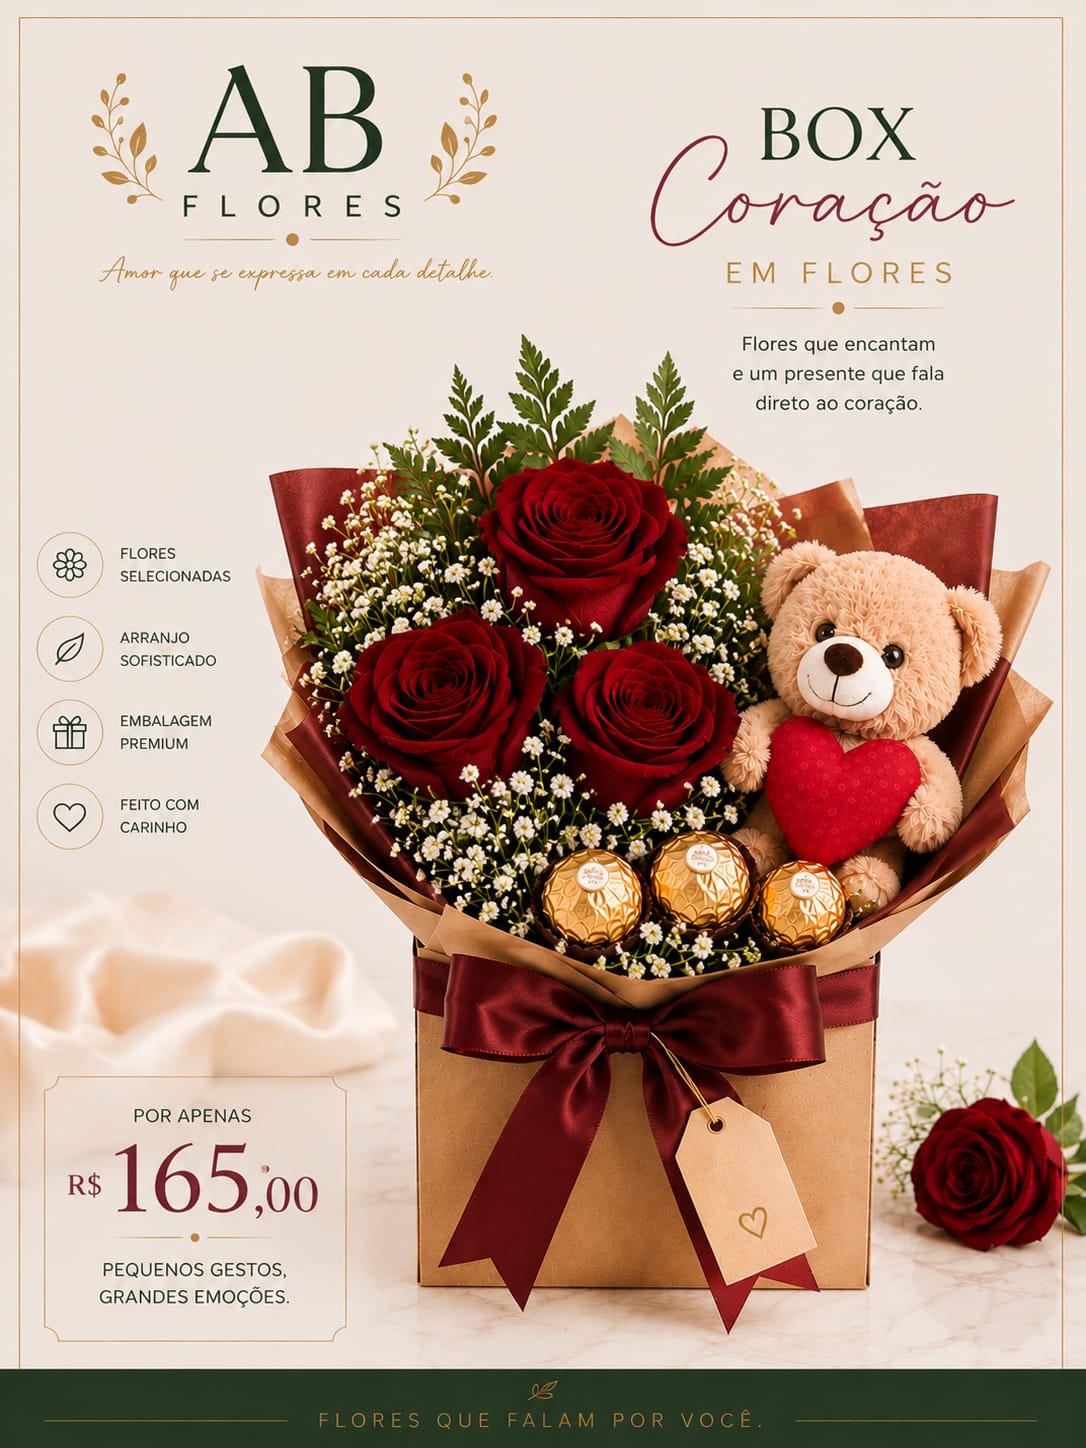 AB
FLORES
Amor que se expressa em cada detalhe.
BOX
Coração
EM FLORES
Flores que encantam
e um presente que fala
direto ao coração.
FLORES
SELECIONADAS
ARRANJO
SOFISTICADO
EMBALAGEM
PREMIUM
FEITO COM
CARINHO
POR APENAS
R$ 165,00
PEQUENOS GESTOS,
GRANDES EMOÇÕES.
FLORES QUE FALAM POR VOCÊ.